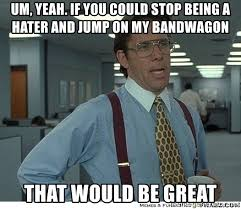 UM, YEAH. IF YOU COULD STOP BEING A
HATER AND JUMP ON MY BANDWAGON
THAT WOULD BE GREAT